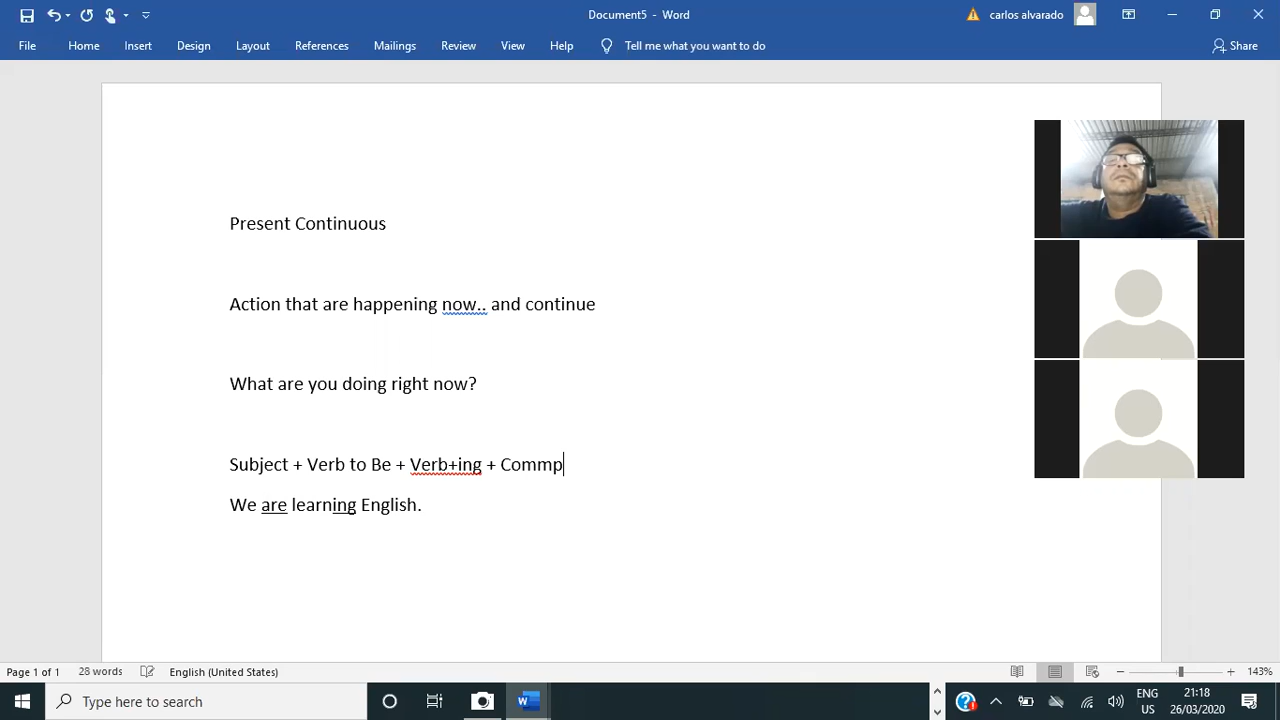 Document5 - Word
carlos alvarado
File Home Insert Design Layout References Mailings Review View Help Tell me what you want to do Share
Present Continuous
Action that are happening now.. and continue
What are you doing right now?
Subject + Verb to Be + Verb+ing + Commp
We are learning English.
Page 1 of 1 28 words English (United States) 143%
Type here to search
ENG
US
21:18
26/03/2020